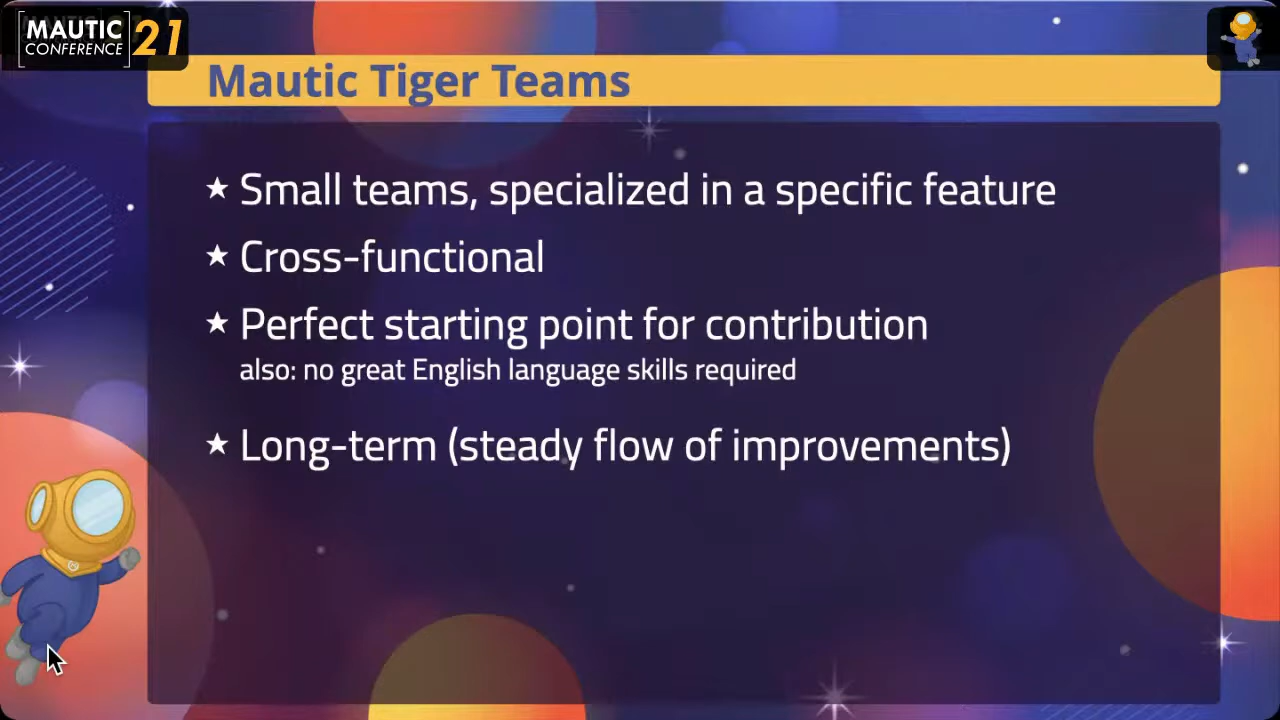 MAUTIC
CONFERENCE
21
Mautic Tiger Teams
★ Small teams, specialized in a specific feature
★ Cross-functional
★ Perfect starting point for contribution
also: no great English language skills required
★ Long-term (steady flow of improvements)